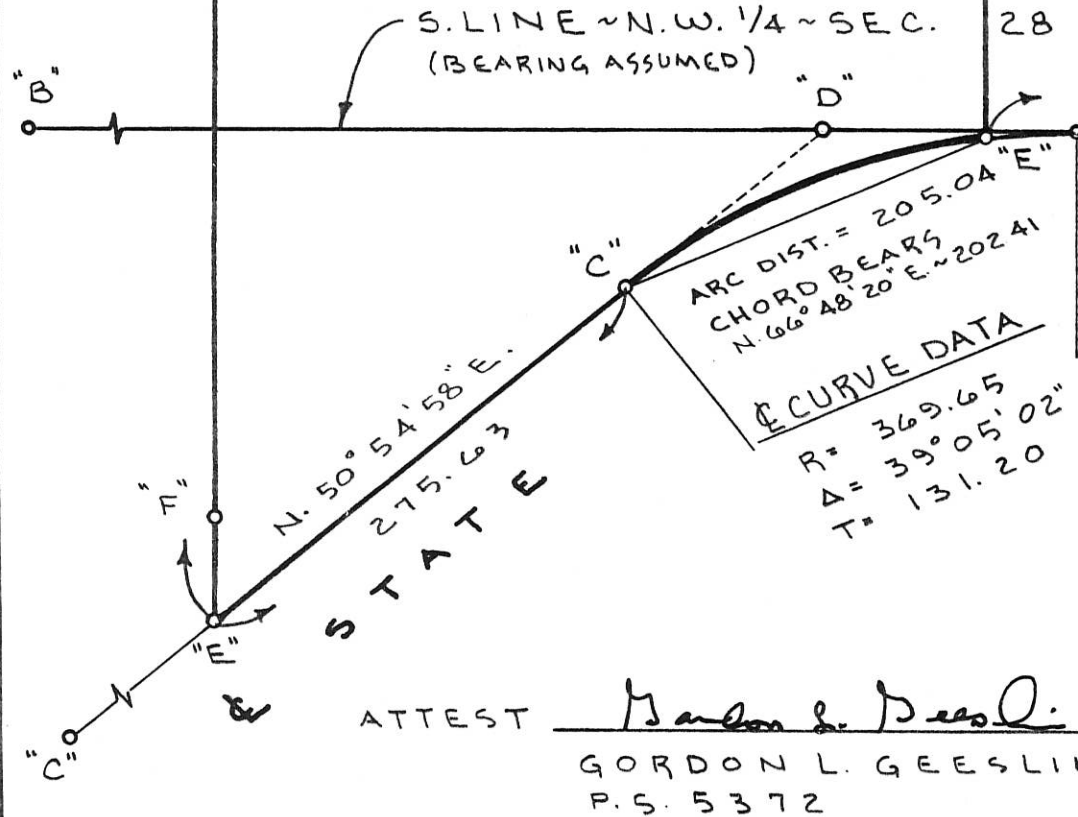 S. LINE ~ N.W. 1/4 ~ SEC. 28
(BEARING ASSUMED)
"B"
"D"
"E"
"C"
ARC DIST. = 205.04
CHORD BEARS
N. 66° 48' 20" E. ~ 202 41
℄ CURVE DATA
R= 369.65
Δ= 39° 05' 02"
T= 131.20
N. 50° 54' 58" E.
275.63
"F"
"E"
℄ STATE
"C"
ATTEST
GORDON L. GEESLI
P.S. 5372